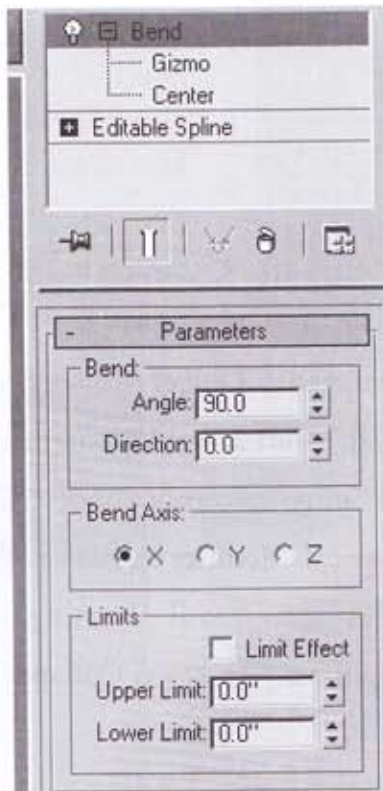 Bend
Gizmo
Center
Editable Spline
- Parameters
Bend:
Angle: 90.0
Direction: 0.0
Bend Axis:
X Y Z
Limits
Limit Effect
Upper Limit: 0.0"
Lower Limit: 0.0"